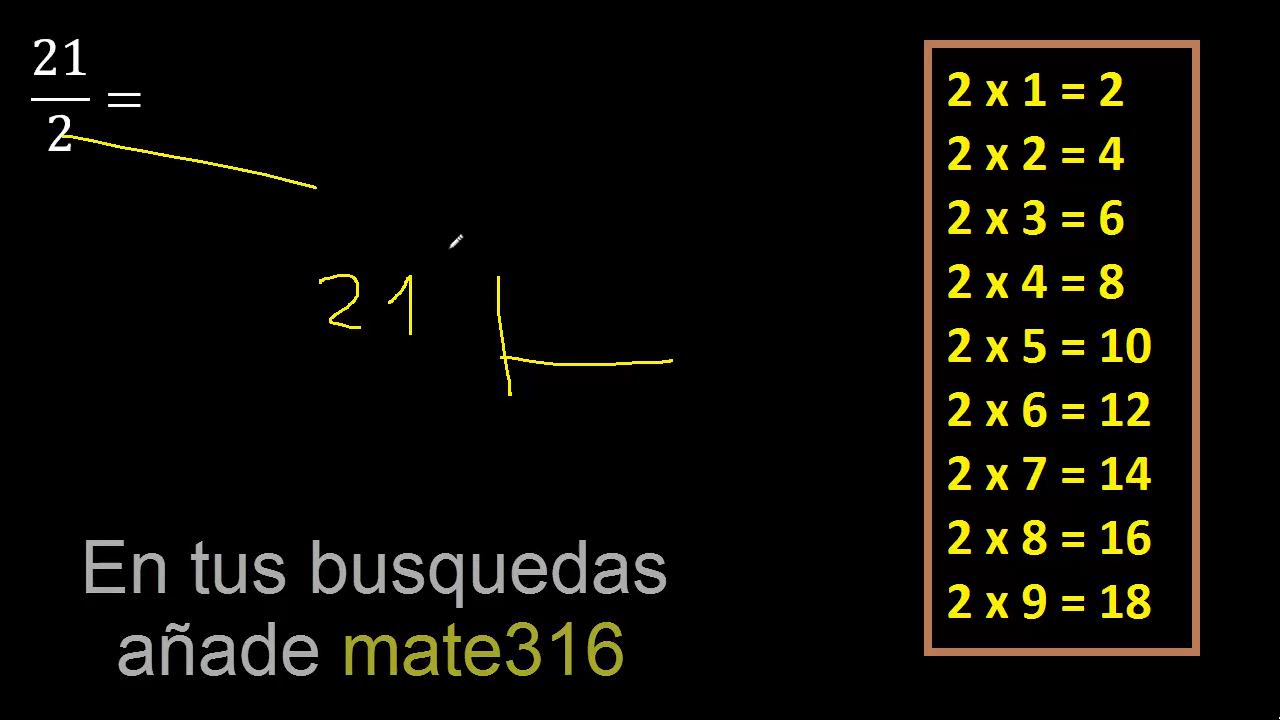 21
2
=
21
2 x 1 = 2
2 x 2 = 4
2 x 3 = 6
2 x 4 = 8
2 x 5 = 10
2 x 6 = 12
2 x 7 = 14
2 x 8 = 16
2 x 9 = 18
En tus busquedas
añade mate316